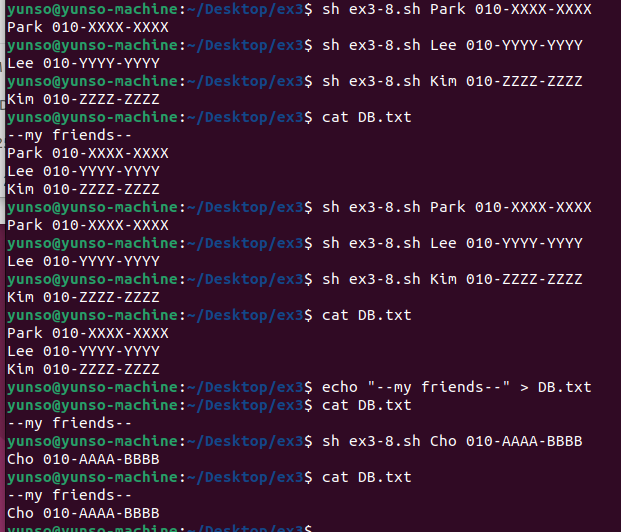 yunso@yunso-machine:~/Desktop/ex3$ sh ex3-8.sh Park 010-XXXX-XXXX
Park 010-XXXX-XXXX
yunso@yunso-machine:~/Desktop/ex3$ sh ex3-8.sh Lee 010-YYYY-YYYY
Lee 010-YYYY-YYYY
yunso@yunso-machine:~/Desktop/ex3$ sh ex3-8.sh Kim 010-ZZZZ-ZZZZ
Kim 010-ZZZZ-ZZZZ
yunso@yunso-machine:~/Desktop/ex3$ cat DB.txt
--my friends--
Park 010-XXXX-XXXX
Lee 010-YYYY-YYYY
Kim 010-ZZZZ-ZZZZ
yunso@yunso-machine:~/Desktop/ex3$ sh ex3-8.sh Park 010-XXXX-XXXX
Park 010-XXXX-XXXX
yunso@yunso-machine:~/Desktop/ex3$ sh ex3-8.sh Lee 010-YYYY-YYYY
Lee 010-YYYY-YYYY
yunso@yunso-machine:~/Desktop/ex3$ sh ex3-8.sh Kim 010-ZZZZ-ZZZZ
Kim 010-ZZZZ-ZZZZ
yunso@yunso-machine:~/Desktop/ex3$ cat DB.txt
Park 010-XXXX-XXXX
Lee 010-YYYY-YYYY
Kim 010-ZZZZ-ZZZZ
yunso@yunso-machine:~/Desktop/ex3$ echo "--my friends--" > DB.txt
yunso@yunso-machine:~/Desktop/ex3$ cat DB.txt
--my friends--
yunso@yunso-machine:~/Desktop/ex3$ sh ex3-8.sh Cho 010-AAAA-BBBB
Cho 010-AAAA-BBBB
yunso@yunso-machine:~/Desktop/ex3$ cat DB.txt
--my friends--
Cho 010-AAAA-BBBB
yunso@yunso-machine:~/Desktop/ex3$